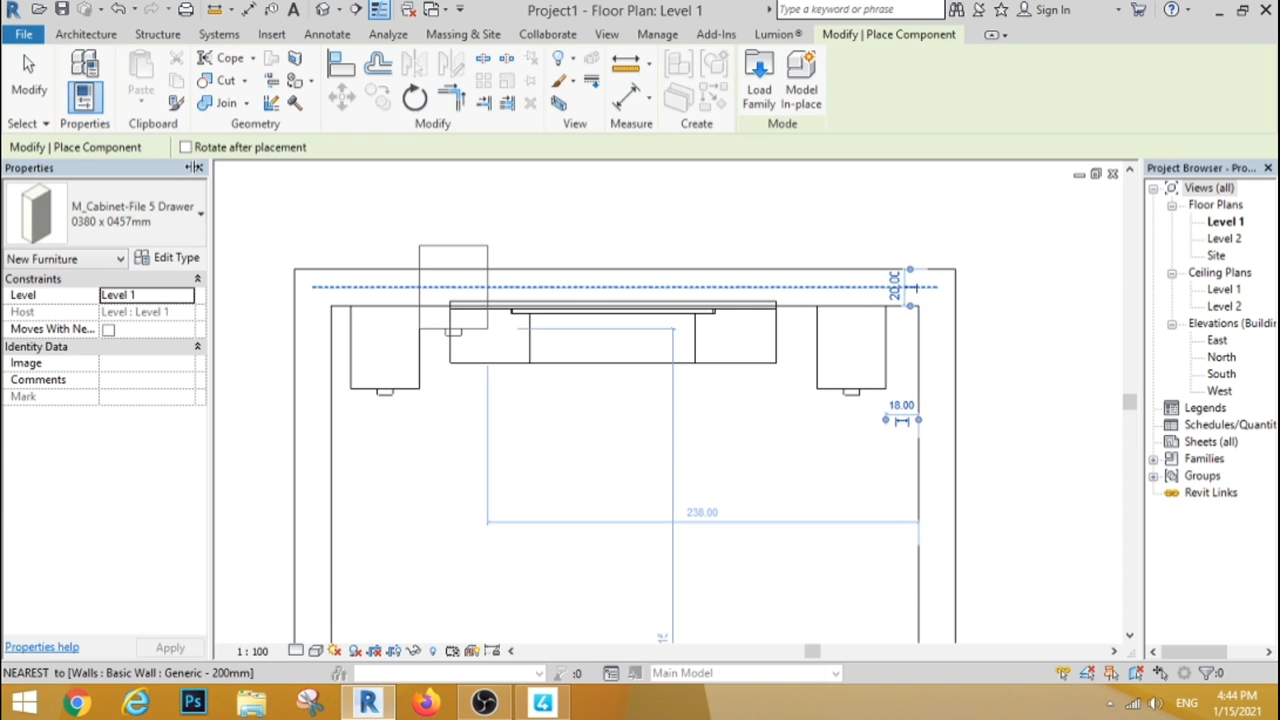 Project1 - Floor Plan: Level 1
Type a keyword or phrase
Sign In
File
Architecture
Structure
Systems
Insert
Annotate
Analyze
Massing & Site
Collaborate
View
Manage
Add-Ins
Lumion®
Modify | Place Component
Modify
Paste
Cope
Cut
Join
Load
Family
Model
In-place
Select
Properties
Clipboard
Geometry
Modify
View
Measure
Create
Mode
Modify | Place Component
Rotate after placement
Properties
M_Cabinet-File 5 Drawer
0380 x 0457mm
New Furniture
Edit Type
Constraints
Level
Level 1
Host
Level : Level 1
Moves With Ne...
Identity Data
Image
Comments
Mark
Properties help
Apply
20.00
18.00
238.00
Project Browser - Pro...
Views (all)
Floor Plans
Level 1
Level 2
Site
Ceiling Plans
Level 1
Level 2
Elevations (Buildin
East
North
South
West
Legends
Schedules/Quantit
Sheets (all)
Families
Groups
Revit Links
1 : 100
NEAREST to [Walls : Basic Wall : Generic - 200mm]
:0
Main Model
:0
ENG
4:44 PM
1/15/2021